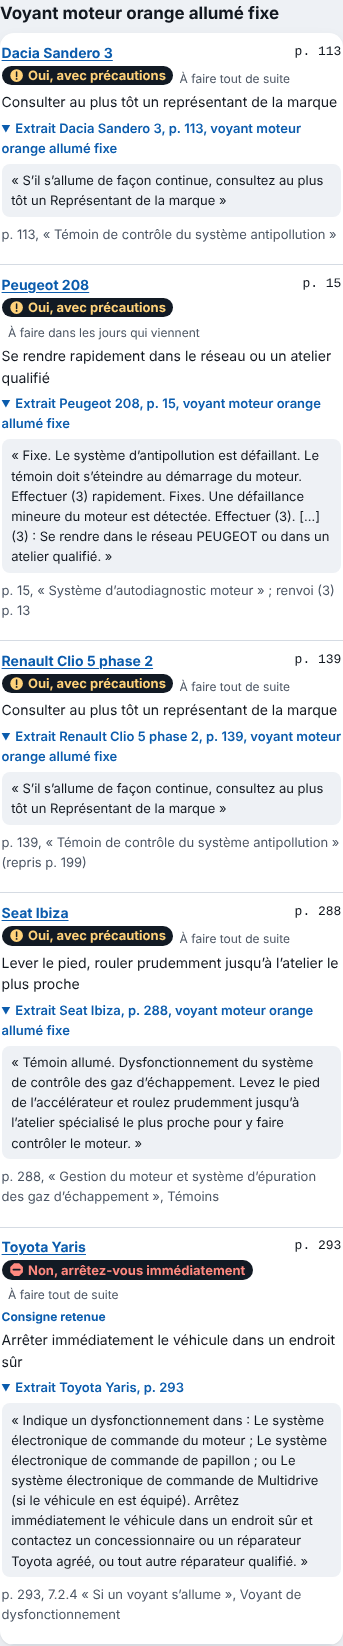 Voyant moteur orange allumé fixe
Dacia Sandero 3 p. 113
Oui, avec précautions À faire tout de suite
Consulter au plus tôt un représentant de la marque
▼ Extrait Dacia Sandero 3, p. 113, voyant moteur
orange allumé fixe
« S’il s’allume de façon continue, consultez au plus
tôt un Représentant de la marque »
p. 113, « Témoin de contrôle du système antipollution »
Peugeot 208 p. 15
Oui, avec précautions
À faire dans les jours qui viennent
Se rendre rapidement dans le réseau ou un atelier
qualifié
▼ Extrait Peugeot 208, p. 15, voyant moteur orange
allumé fixe
« Fixe. Le système d’antipollution est défaillant. Le
témoin doit s’éteindre au démarrage du moteur.
Effectuer (3) rapidement. Fixes. Une défaillance
mineure du moteur est détectée. Effectuer (3). [...]
(3) : Se rendre dans le réseau PEUGEOT ou dans un
atelier qualifié. »
p. 15, « Système d’autodiagnostic moteur » ; renvoi (3)
p. 13
Renault Clio 5 phase 2 p. 139
Oui, avec précautions À faire tout de suite
Consulter au plus tôt un représentant de la marque
▼ Extrait Renault Clio 5 phase 2, p. 139, voyant moteur
orange allumé fixe
« S’il s’allume de façon continue, consultez au plus
tôt un Représentant de la marque »
p. 139, « Témoin de contrôle du système antipollution »
(repris p. 199)
Seat Ibiza p. 288
Oui, avec précautions À faire tout de suite
Lever le pied, rouler prudemment jusqu’à l’atelier le
plus proche
▼ Extrait Seat Ibiza, p. 288, voyant moteur orange
allumé fixe
« Témoin allumé. Dysfonctionnement du système
de contrôle des gaz d’échappement. Levez le pied
de l’accélérateur et roulez prudemment jusqu’à
l’atelier spécialisé le plus proche pour y faire
contrôler le moteur. »
p. 288, « Gestion du moteur et système d’épuration
des gaz d’échappement », Témoins
Toyota Yaris p. 293
Non, arrêtez-vous immédiatement
À faire tout de suite
Consigne retenue
Arrêter immédiatement le véhicule dans un endroit
sûr
▼ Extrait Toyota Yaris, p. 293
« Indique un dysfonctionnement dans : Le système
électronique de commande du moteur ; Le système
électronique de commande de papillon ; ou Le
système électronique de commande de Multidrive
(si le véhicule en est équipé). Arrêtez
immédiatement le véhicule dans un endroit sûr et
contactez un concessionnaire ou un réparateur
Toyota agréé, ou tout autre réparateur qualifié. »
p. 293, 7.2.4 « Si un voyant s’allume », Voyant de
dysfonctionnement